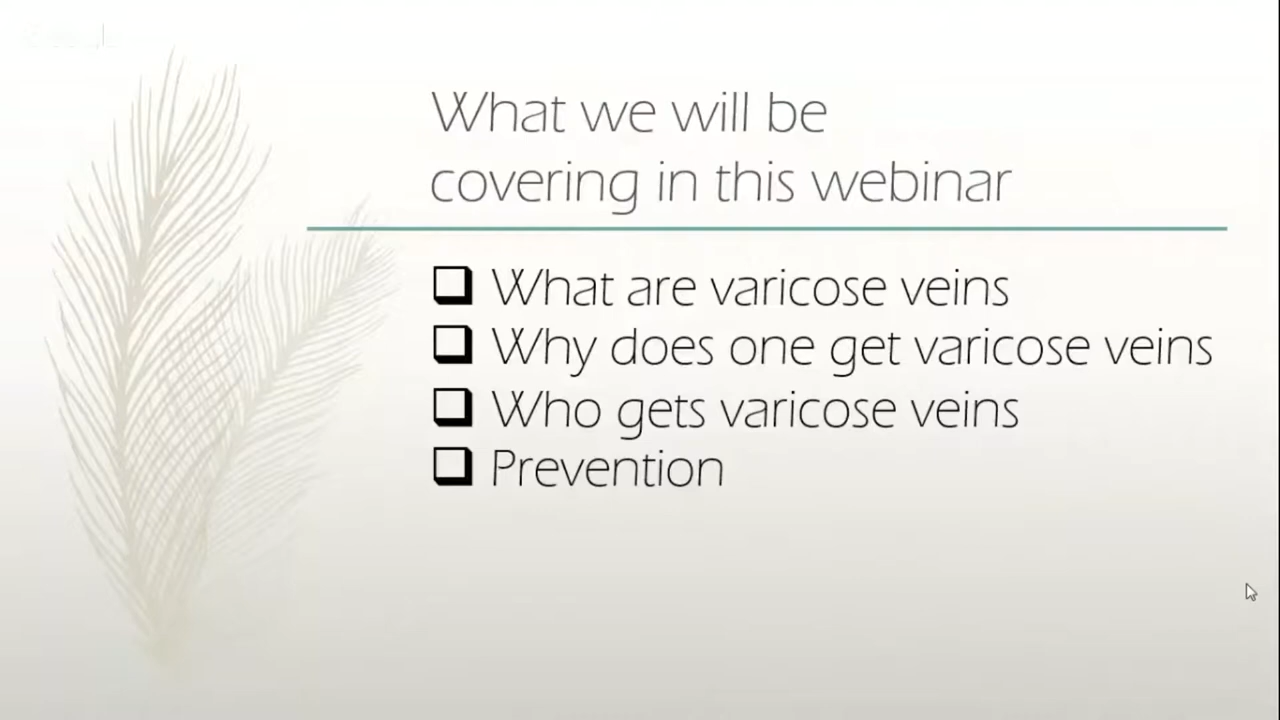 What we will be
covering in this webinar
What are varicose veins
Why does one get varicose veins
Who gets varicose veins
Prevention